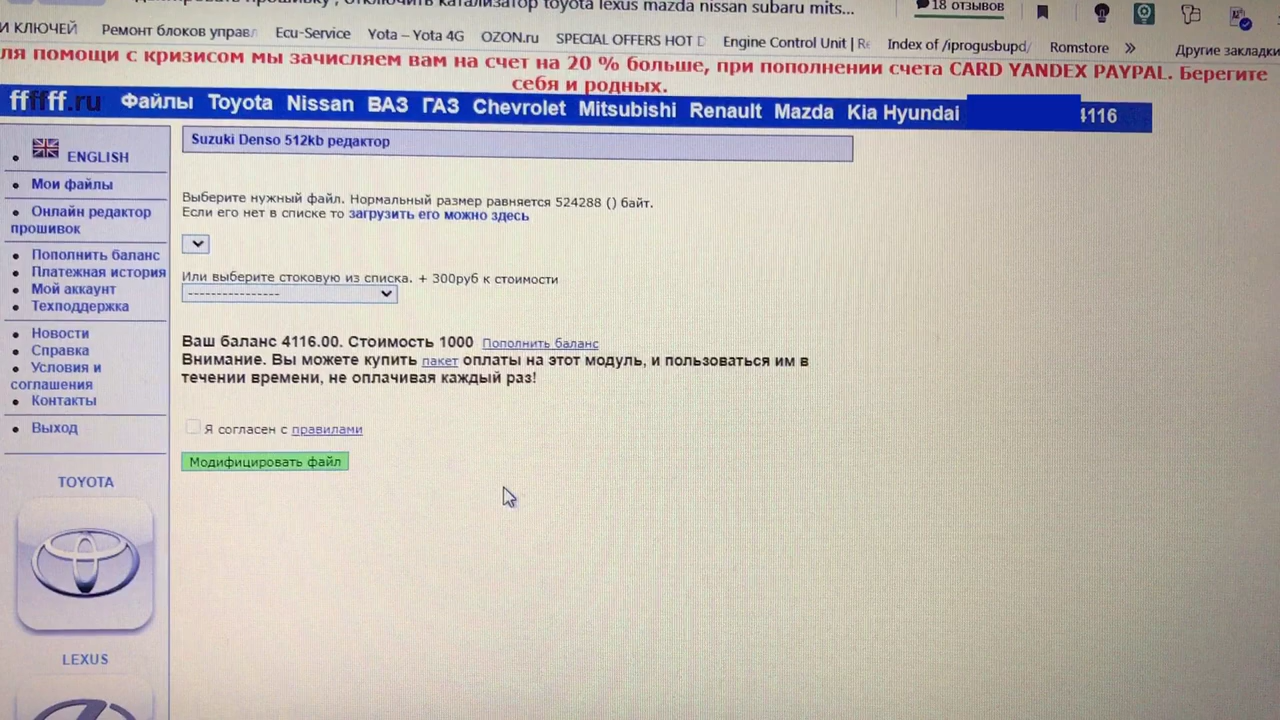 прошивку , отключить катализатор toyota lexus mazda nissan subaru mits...
18 отзывов
И КЛЮЧЕЙ
Ремонт блоков управл
Ecu-Service
Yota – Yota 4G
OZON.ru
SPECIAL OFFERS HOT D
Engine Control Unit | Re
Index of /iprogusbupd/
Romstore
Другие закладки
ля помощи с кризисом мы зачисляем вам на счет на 20 % больше, при пополнении счета CARD YANDEX PAYPAL. Берегите
себя и родных.
ffffff.ru
Файлы Toyota Nissan ВАЗ ГАЗ Chevrolet Mitsubishi Renault Mazda Kia Hyundai
4116
ENGLISH
Мои файлы
Онлайн редактор
прошивок
Пополнить баланс
Платежная история
Мой аккаунт
Техподдержка
Новости
Справка
Условия и
соглашения
Контакты
Выход
TOYOTA
LEXUS
Suzuki Denso 512kb редактор
Выберите нужный файл. Нормальный размер равняется 524288 () байт.
Если его нет в списке то загрузить его можно здесь
Или выберите стоковую из списка. + 300руб к стоимости
----------------
Ваш баланс 4116.00. Стоимость 1000 Пополнить баланс
Внимание. Вы можете купить пакет оплаты на этот модуль, и пользоваться им в
течении времени, не оплачивая каждый раз!
Я согласен с правилами
Модифицировать файл